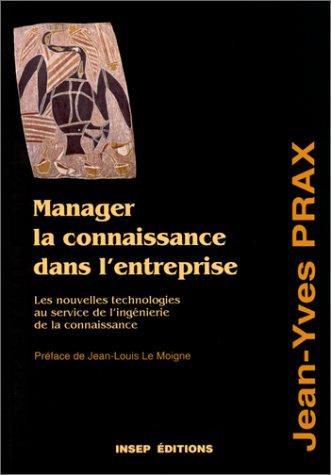 Manager
la connaissance
dans l'entreprise
Les nouvelles technologies
au service de l'ingénierie
de la connaissance
Préface de Jean-Louis Le Moigne
Jean-Yves PRAX
INSEP ÉDITIONS